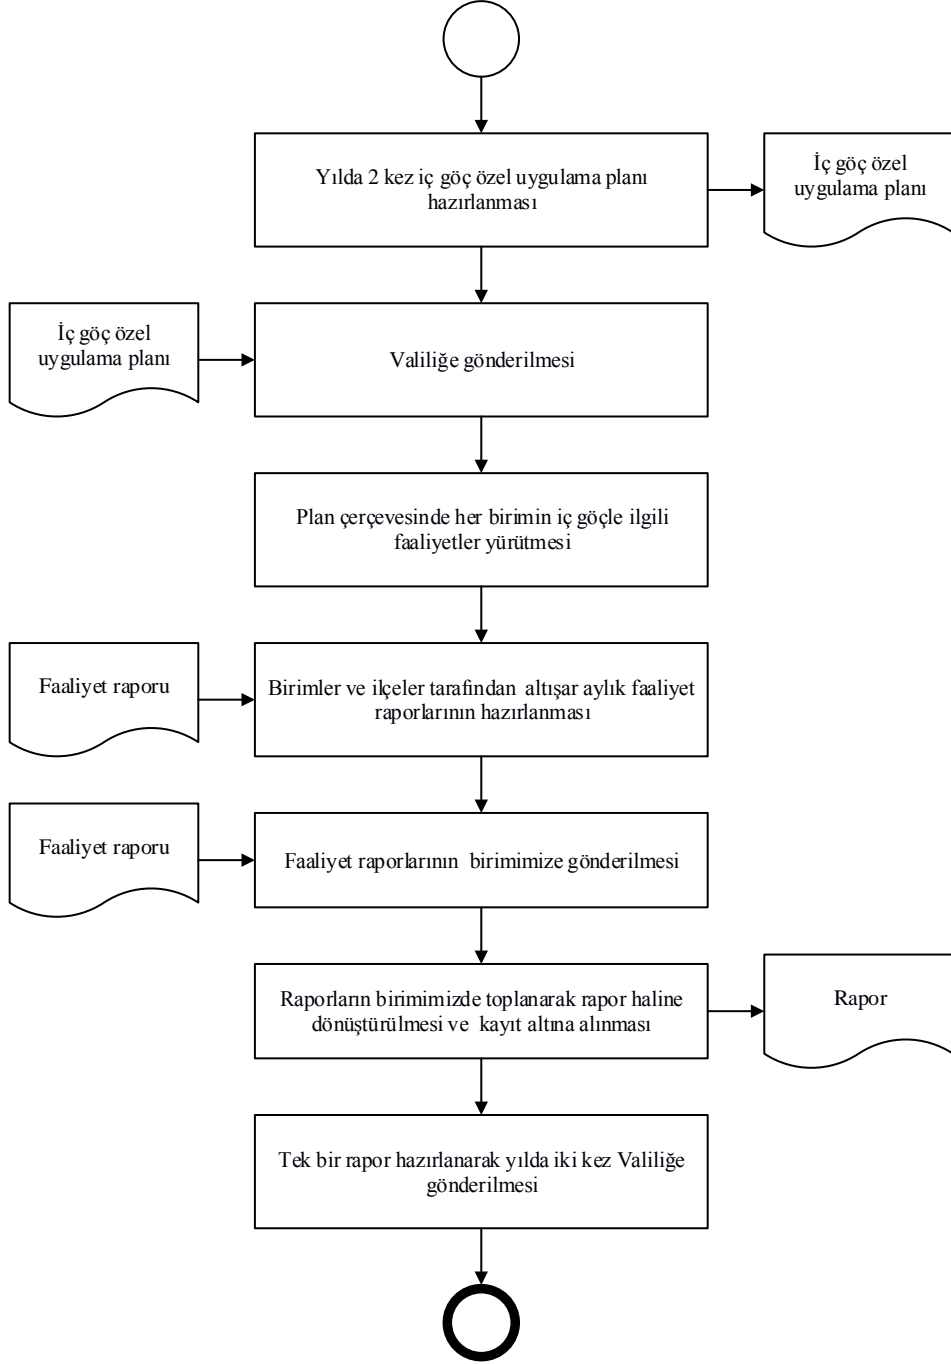 Yılda 2 kez iç göç özel uygulama planı
hazırlanması
İç göç özel
uygulama planı
İç göç özel
uygulama planı
Valiliğe gönderilmesi
Plan çerçevesinde her birimin iç göçle ilgili
faaliyetler yürütmesi
Faaliyet raporu
Birimler ve ilçeler tarafından altışar aylık faaliyet
raporlarının hazırlanması
Faaliyet raporu
Faaliyet raporlarının birimimize gönderilmesi
Raporların birimimizde toplanarak rapor haline
dönüştürülmesi ve kayıt altına alınması
Rapor
Tek bir rapor hazırlanarak yılda iki kez Valiliğe
gönderilmesi